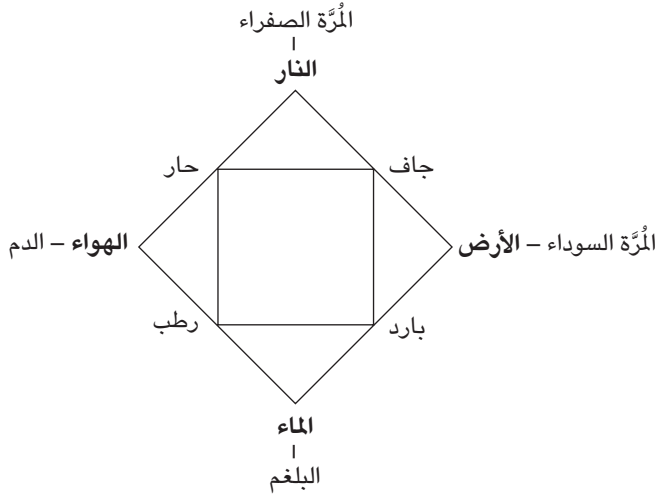 المُرَّة الصفراء
النار
جاف
حار
المُرَّة السوداء – الأرض
الهواء – الدم
بارد
رطب
الماء
البلغم